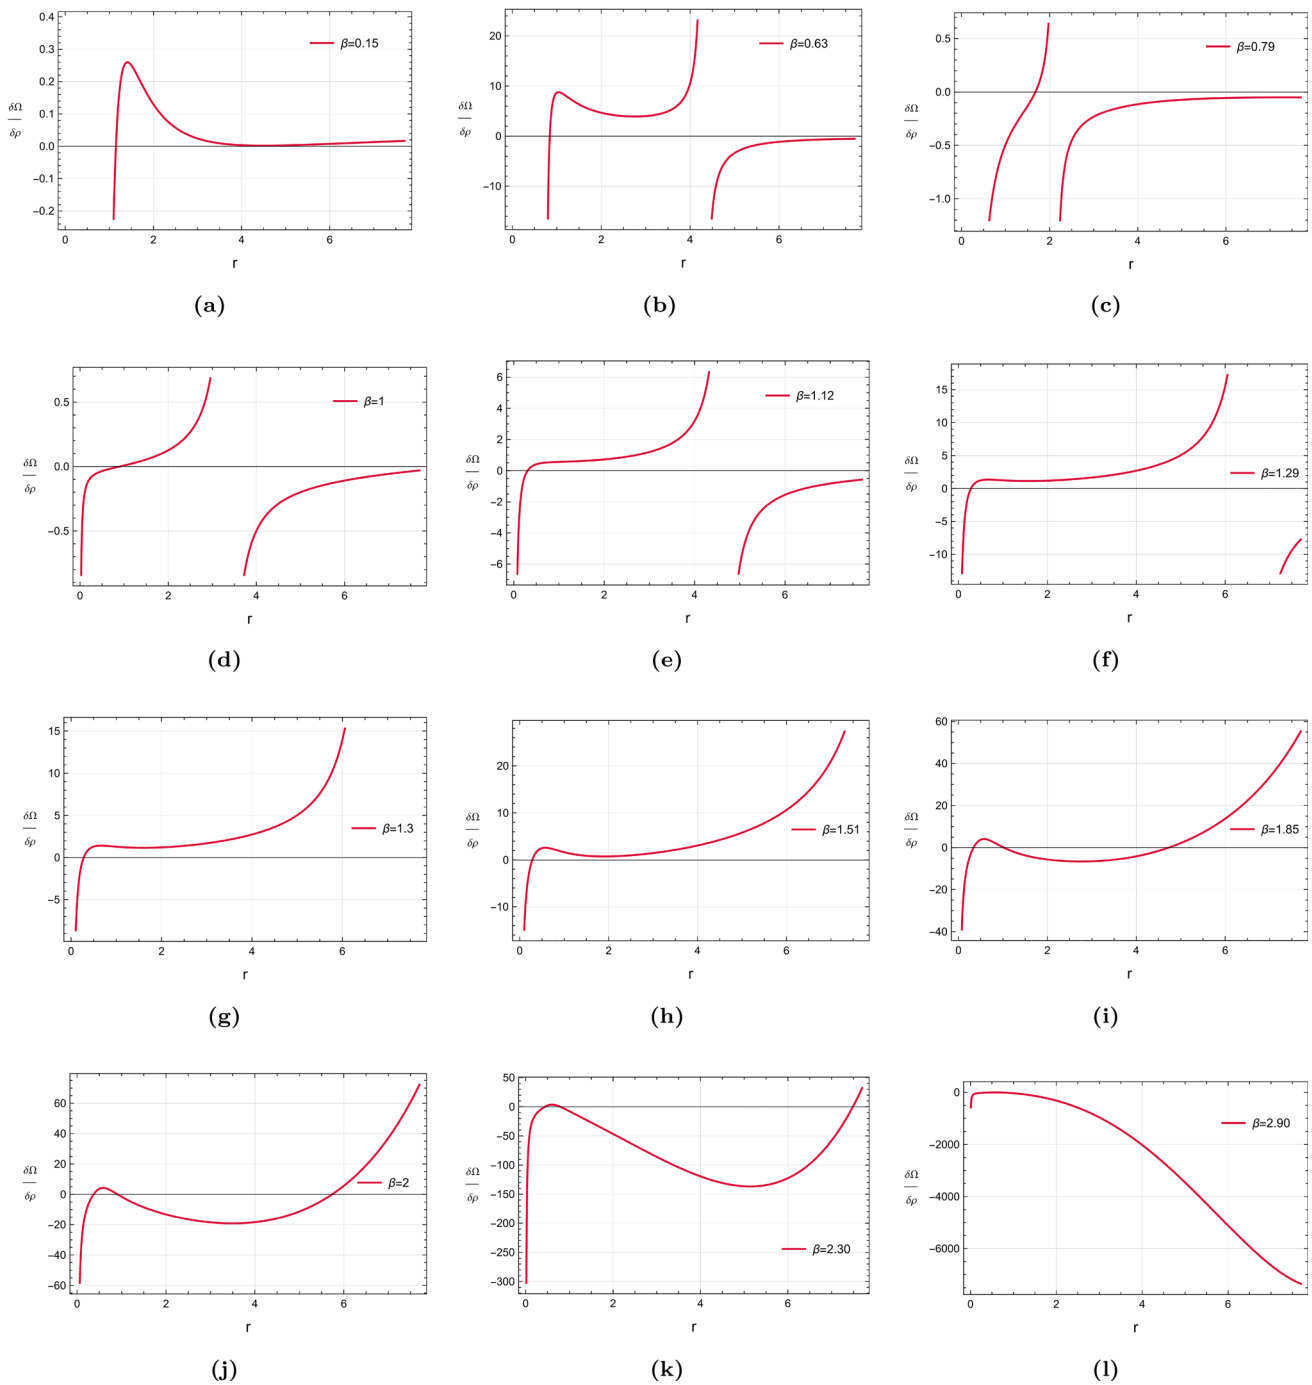 0.4
0.3
0.2
0.1
0.0
−0.1
−0.2
δΩ
δρ
β=0.15
0 2 4 6
r
(a)
20
10
0
−10
δΩ
δρ
β=0.63
0 2 4 6
r
(b)
0.5
0.0
−0.5
−1.0
δΩ
δρ
β=0.79
0 2 4 6
r
(c)
0.5
0.0
−0.5
δΩ
δρ
β=1
0 2 4 6
r
(d)
6
4
2
0
−2
−4
−6
δΩ
δρ
β=1.12
0 2 4 6
r
(e)
15
10
5
0
−5
−10
δΩ
δρ
β=1.29
0 2 4 6
r
(f)
15
10
5
0
−5
δΩ
δρ
β=1.3
0 2 4 6
r
(g)
20
10
0
−10
δΩ
δρ
β=1.51
0 2 4 6
r
(h)
60
40
20
0
−20
−40
δΩ
δρ
β=1.85
0 2 4 6
r
(i)
60
40
20
0
−20
−40
−60
δΩ
δρ
β=2
0 2 4 6
r
(j)
50
0
−50
−100
−150
−200
−250
−300
δΩ
δρ
β=2.30
0 2 4 6
r
(k)
0
−2000
−4000
−6000
δΩ
δρ
β=2.90
0 2 4 6
r
(l)